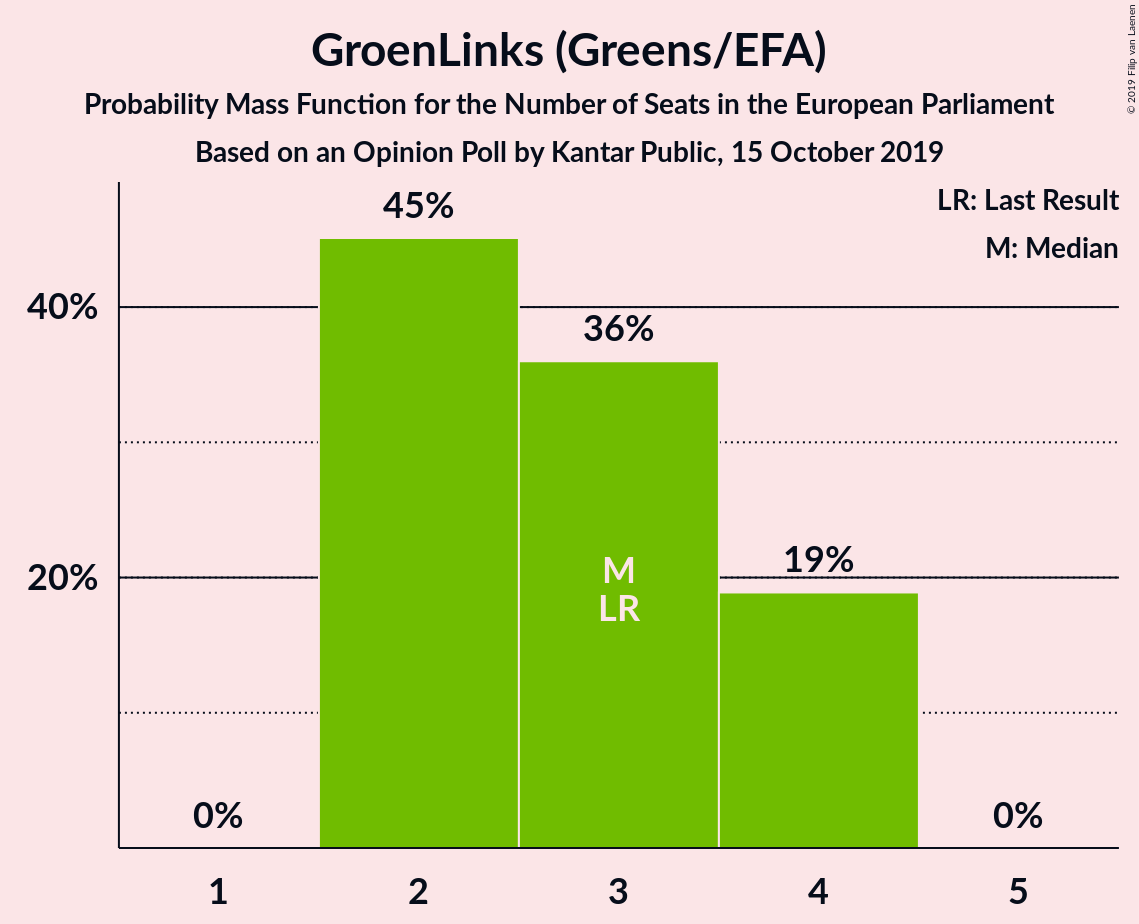 GroenLinks (Greens/EFA)
Probability Mass Function for the Number of Seats in the European Parliament
Based on an Opinion Poll by Kantar Public, 15 October 2019
© 2019 Filip van Laenen
LR: Last Result
M: Median
45%
40%
36%
M
LR
19%
20%
0%
0%
1 2 3 4 5